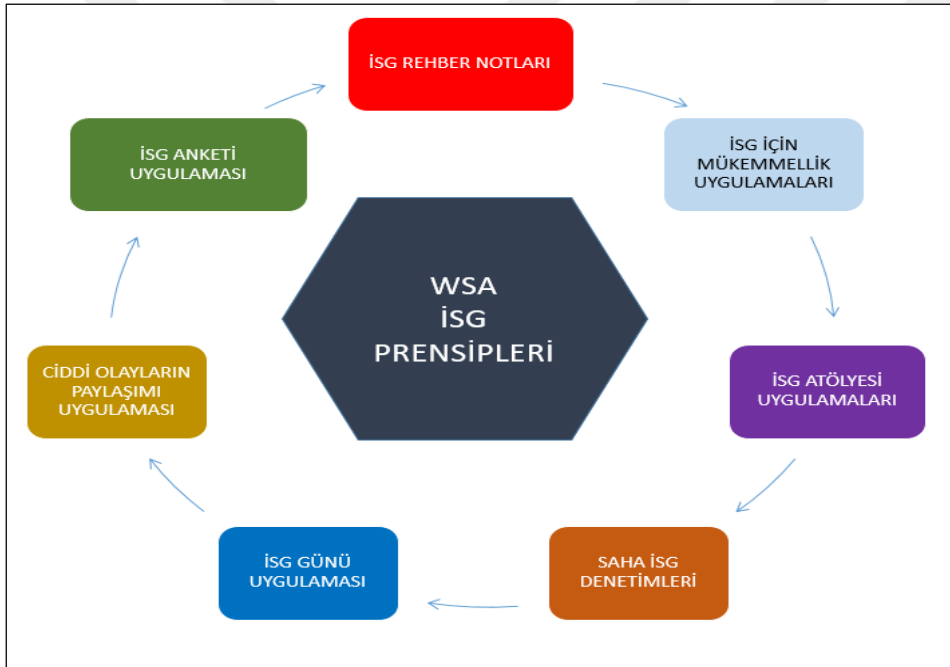 İSG REHBER NOTLARI
İSG İÇİN
MÜKEMMELLİK
UYGULAMALARI
İSG ATÖLYESİ
UYGULAMALARI
SAHA İSG
DENETİMLERİ
İSG GÜNÜ
UYGULAMASI
CİDDİ OLAYLARIN
PAYLAŞIMI
UYGULAMASI
İSG ANKETİ
UYGULAMASI
WSA
İSG
PRENSİPLERİ